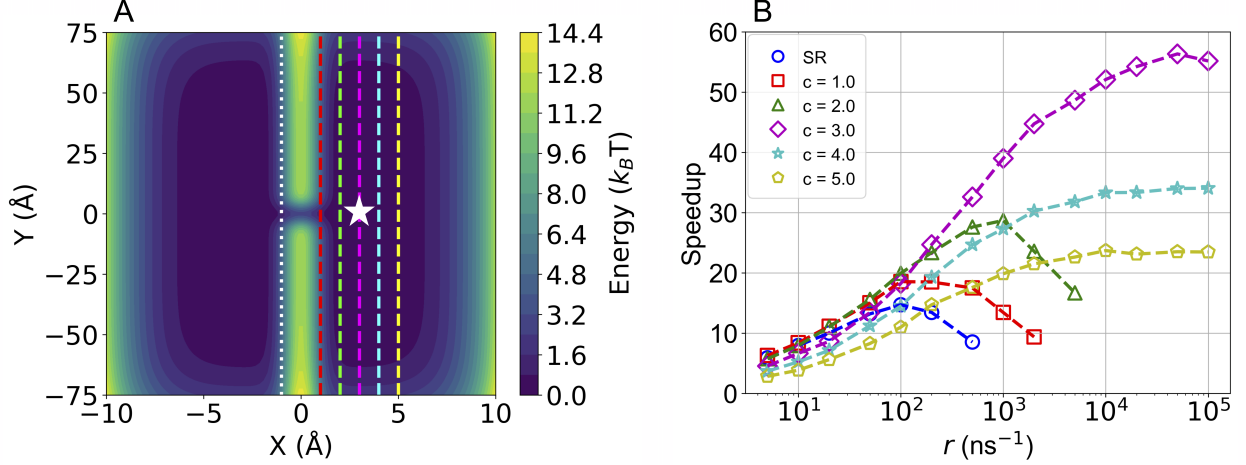 A
75
50
25
0
−25
−50
−75
Y (Å)
−10
−5
0
5
10
X (Å)
14.4
12.8
11.2
9.6
8.0
6.4
4.8
3.2
1.6
0.0
Energy (k_BT)
B
60
50
40
30
20
10
0
Speedup
SR
c = 1.0
c = 2.0
c = 3.0
c = 4.0
c = 5.0
10¹
10²
10³
10⁴
10⁵
r (ns⁻¹)